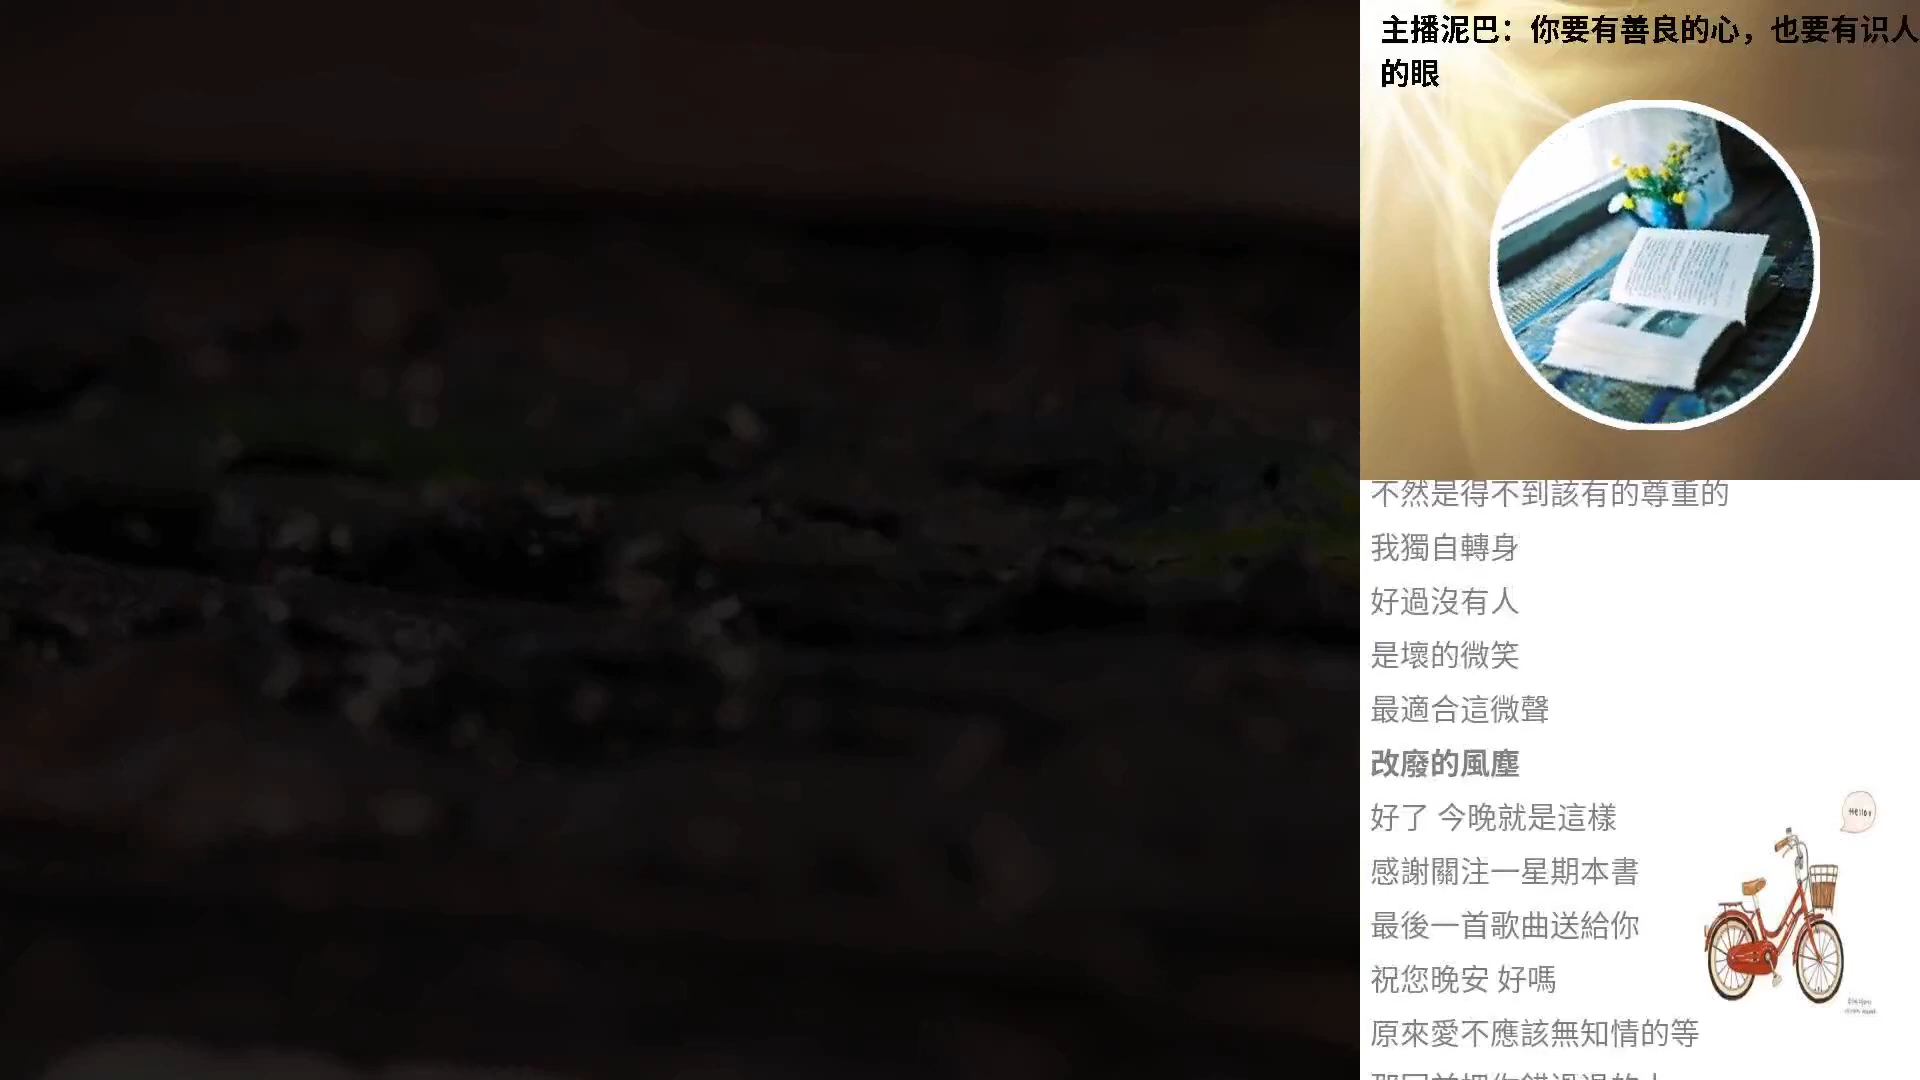 主播泥巴：你要有善良的心，也要有识人
的眼
不然是得不到該有的尊重的
我獨自轉身
好過沒有人
是壞的微笑
最適合這微聲
改廢的風塵
好了 今晚就是這樣
Hello!
感謝關注一星期本書
最後一首歌曲送給你
祝您晚安 好嗎
原來愛不應該無知情的等